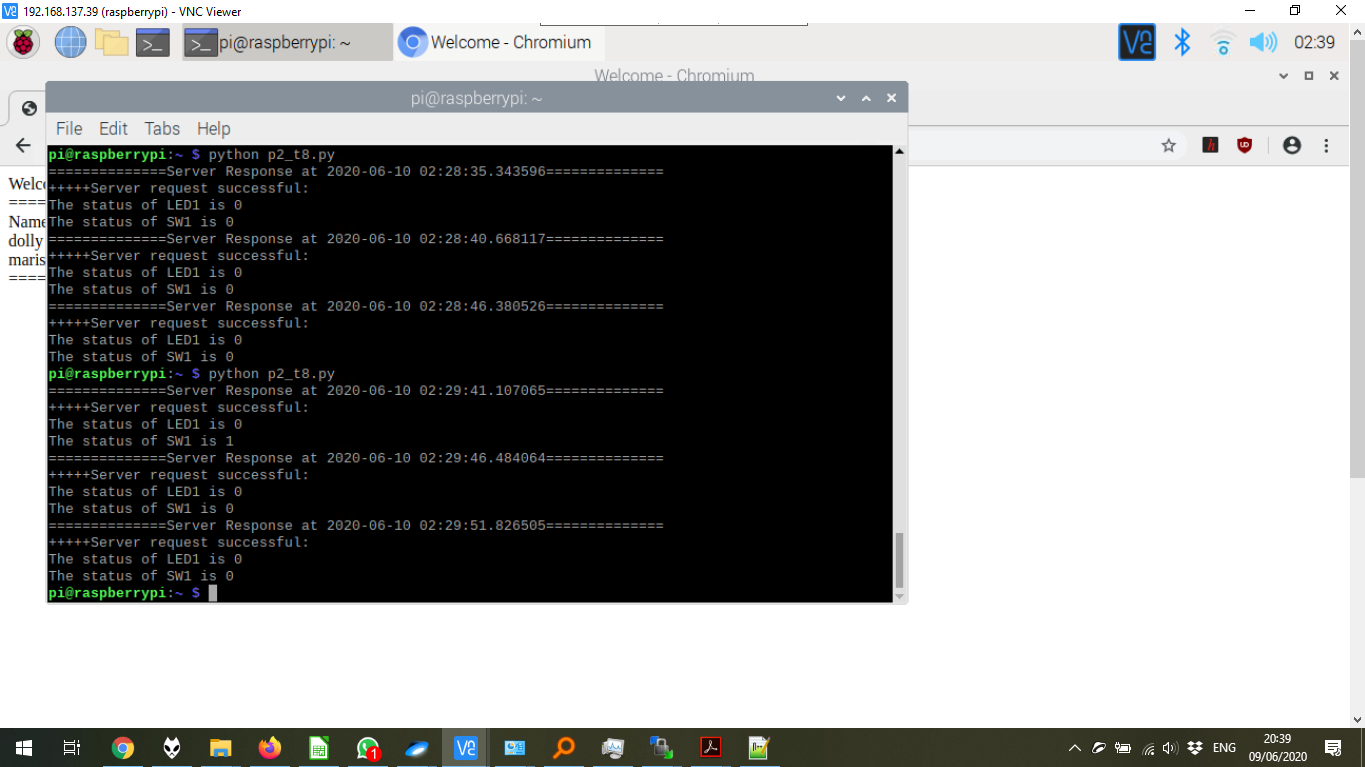 192.168.137.39 (raspberrypi) - VNC Viewer
pi@raspberrypi: ~
Welcome - Chromium
02:39
Welcome - Chromium
pi@raspberrypi: ~
File Edit Tabs Help
pi@raspberrypi:~ $ python p2_t8.py
==============Server Response at 2020-06-10 02:28:35.343596==============
+++++Server request successful:
The status of LED1 is 0
The status of SW1 is 0
==============Server Response at 2020-06-10 02:28:40.668117==============
+++++Server request successful:
The status of LED1 is 0
The status of SW1 is 0
==============Server Response at 2020-06-10 02:28:46.380526==============
+++++Server request successful:
The status of LED1 is 0
The status of SW1 is 0
pi@raspberrypi:~ $ python p2_t8.py
==============Server Response at 2020-06-10 02:29:41.107065==============
+++++Server request successful:
The status of LED1 is 0
The status of SW1 is 1
==============Server Response at 2020-06-10 02:29:46.484064==============
+++++Server request successful:
The status of LED1 is 0
The status of SW1 is 0
==============Server Response at 2020-06-10 02:29:51.826505==============
+++++Server request successful:
The status of LED1 is 0
The status of SW1 is 0
pi@raspberrypi:~ $
Welc
====
Name
dolly
maris
====
ENG
20:39
09/06/2020